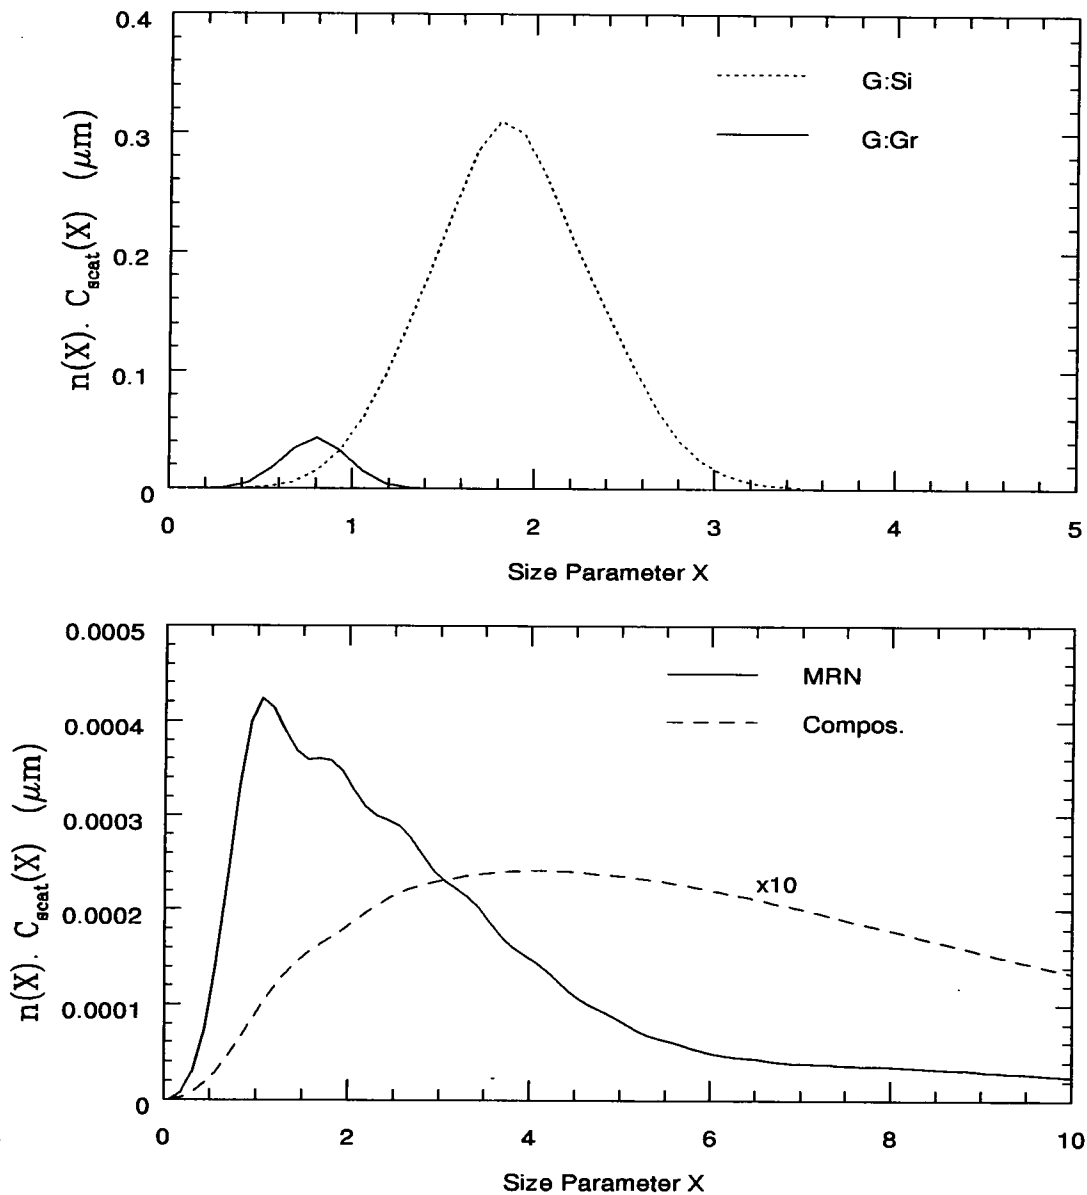 0.4
0.3
0.2
0.1
0
n(X). C_scat(X) (μm)
G:Si
G:Gr
0 1 2 3 4 5
Size Parameter X
0.0005
0.0004
0.0003
0.0002
0.0001
0
n(X). C_scat(X) (μm)
MRN
Compos.
x10
0 2 4 6 8 10
Size Parameter X